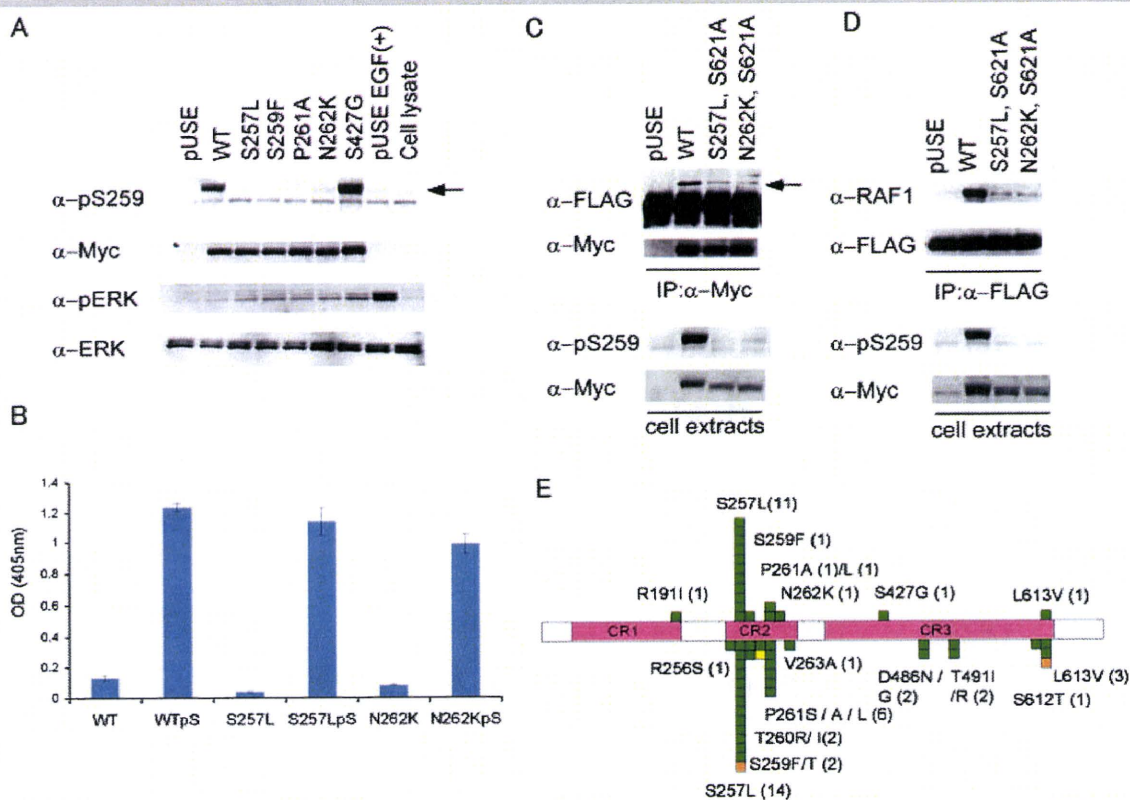 A
pUSE
WT
S257L
S259F
P261A
N262K
S427G
pUSE EGF(+)
Cell lysate
α–pS259
α–Myc
α–pERK
α–ERK
B
OD (405nm)
1.4
1.2
1
0.8
0.6
0.4
0.2
0
WT
WTpS
S257L
S257LpS
N262K
N262KpS
C
pUSE
WT
S257L, S621A
N262K, S621A
α–FLAG
α–Myc
IP:α–Myc
α–pS259
α–Myc
cell extracts
D
pUSE
WT
S257L, S621A
N262K, S621A
α–RAF1
α–FLAG
IP:α–FLAG
α–pS259
α–Myc
cell extracts
E
S257L(11)
S259F (1)
P261A (1)/L (1)
R191I (1)
N262K (1)
S427G (1)
L613V (1)
CR1
CR2
CR3
R256S (1)
V263A (1)
D486N /
G (2)
T491I
/R (2)
L613V (3)
S612T (1)
P261S / A / L (6)
T260R/ I(2)
S259F/T (2)
S257L (14)